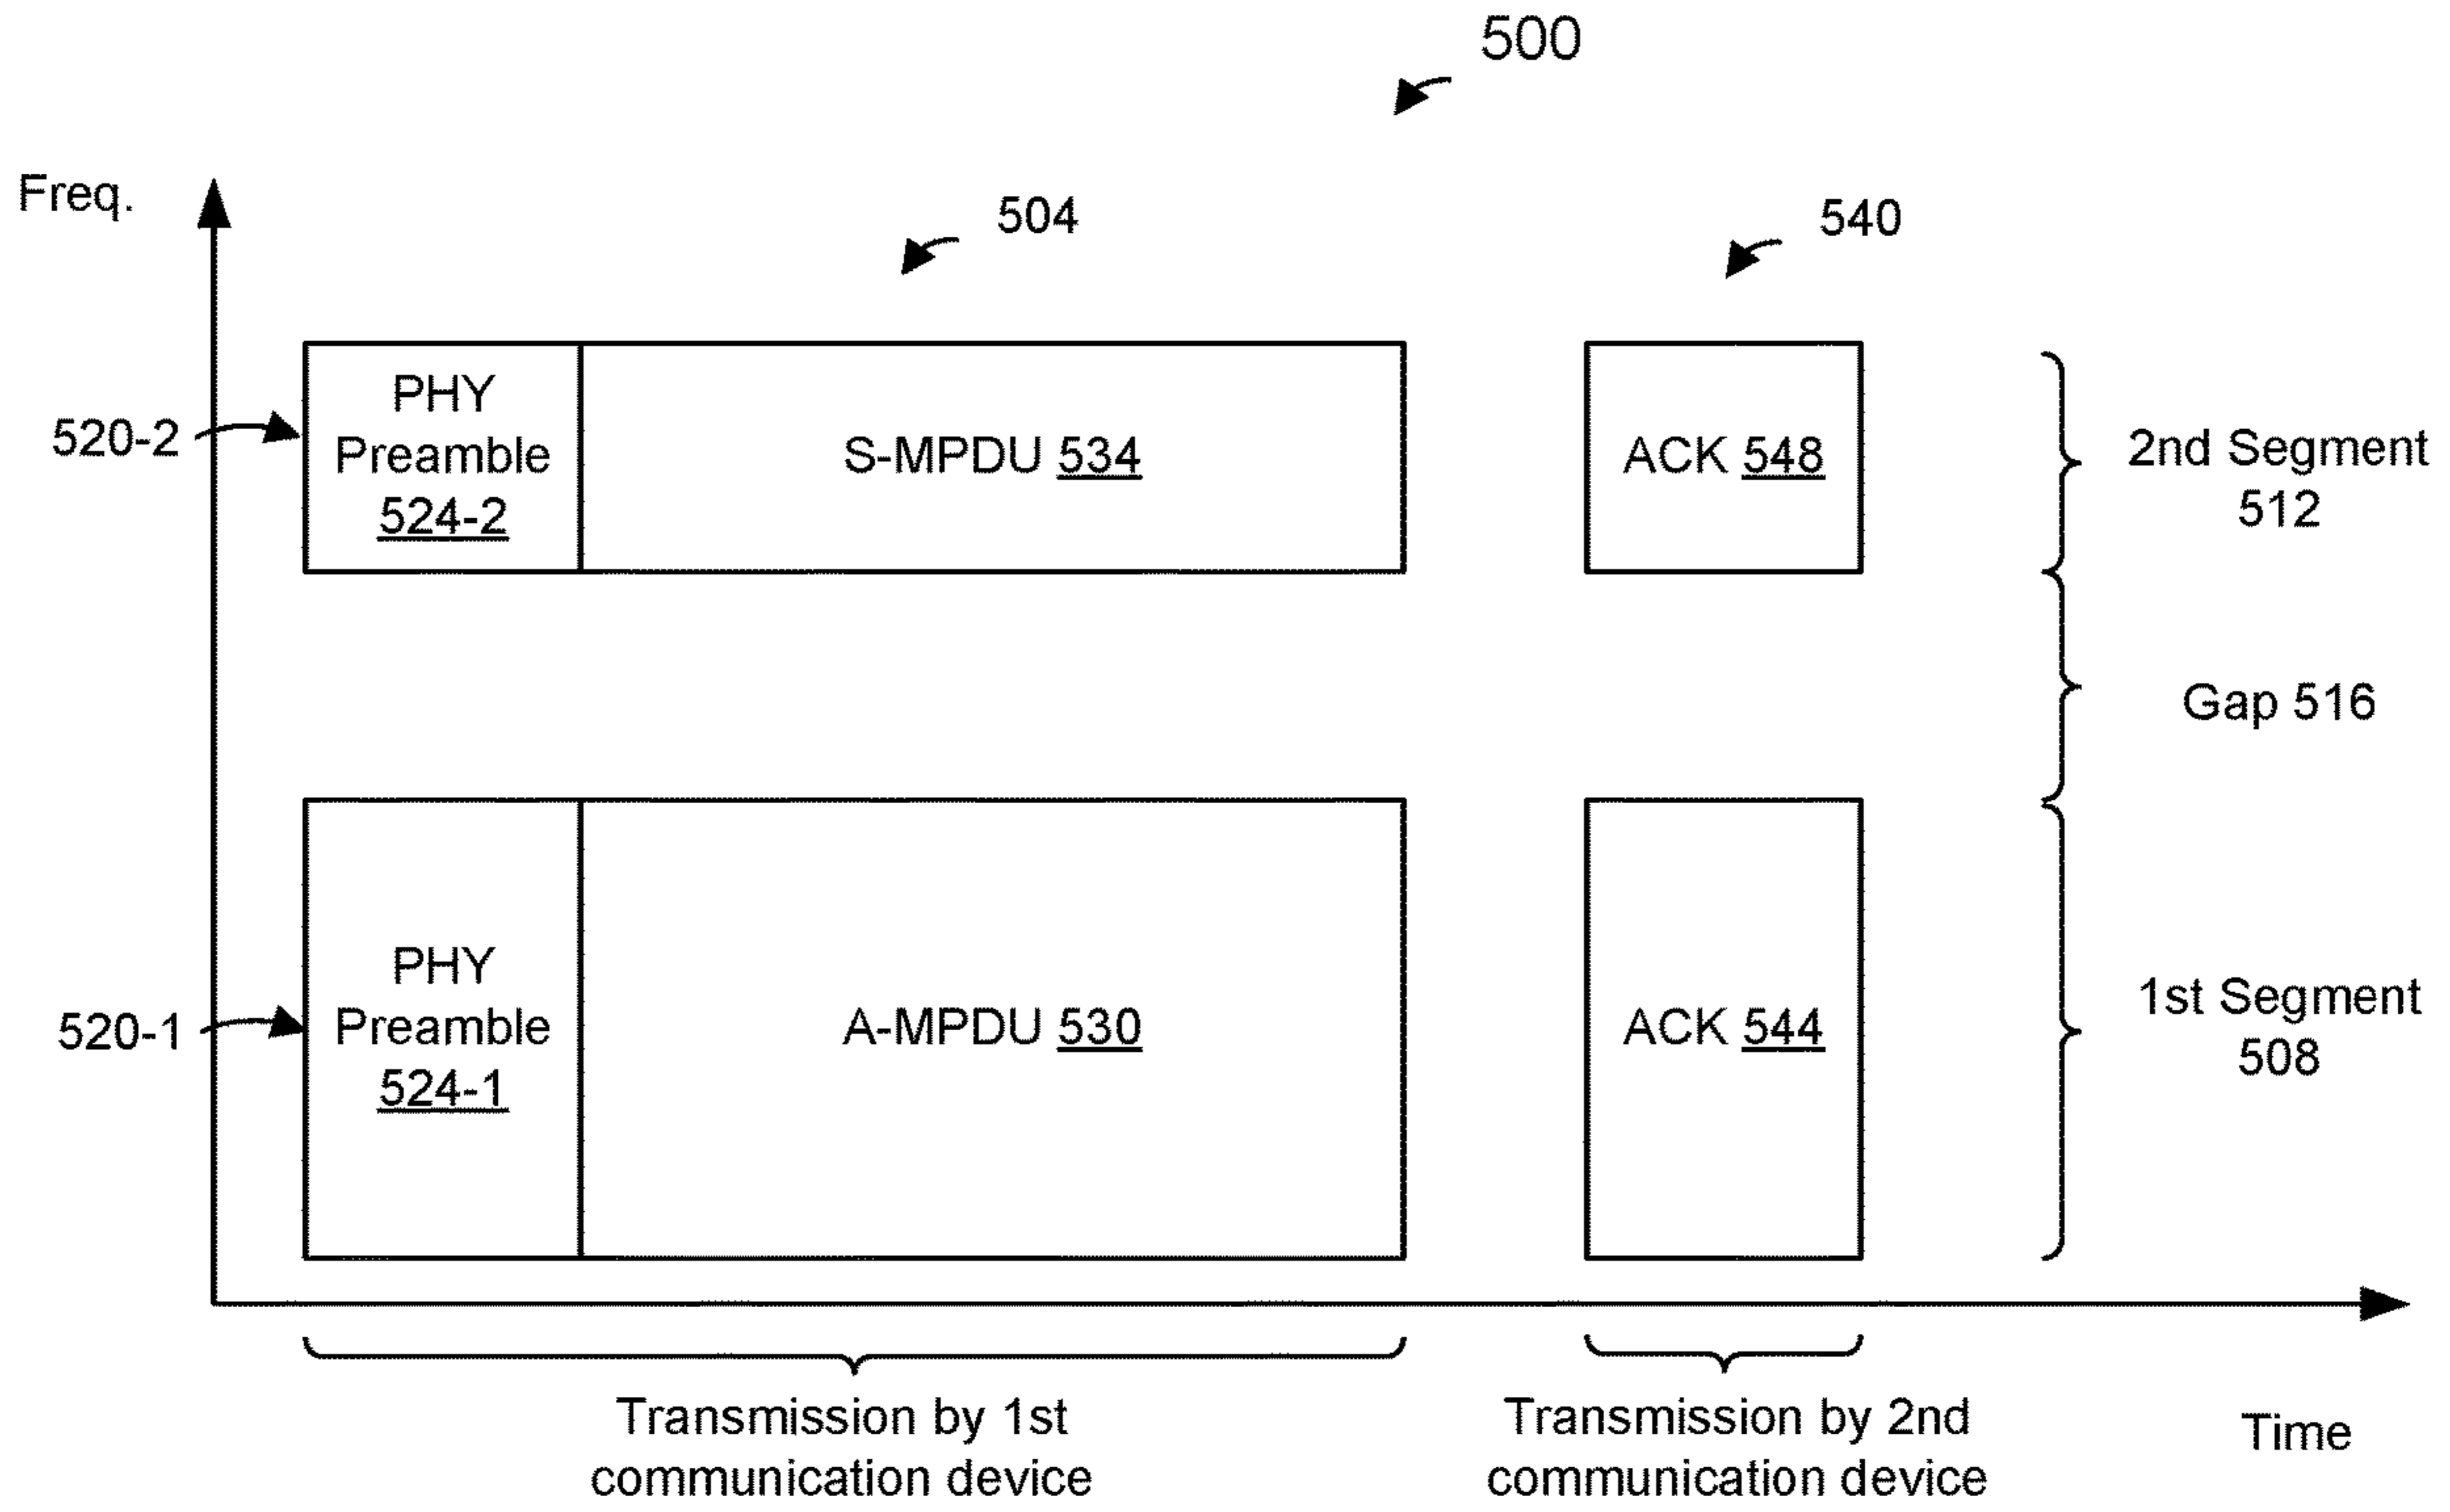 500
Freq.
504
540
520-2
PHY
Preamble
524-2
S-MPDU 534
ACK 548
2nd Segment
512
Gap 516
520-1
PHY
Preamble
524-1
A-MPDU 530
ACK 544
1st Segment
508
Transmission by 1st
communication device
Transmission by 2nd
communication device
Time